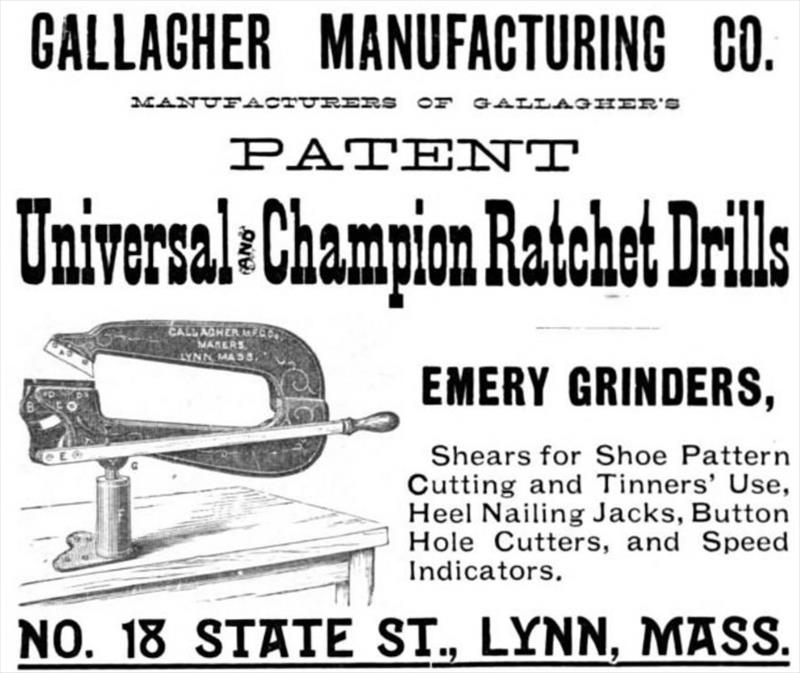 GALLAGHER MANUFACTURING CO.
MANUFACTURERS OF GALLAGHER'S
PATENT
Universal AND Champion Ratchet Drills
GALLAGHER MFG Co.
MAKERS
LYNN, MASS.
A
B
D
D
C
E
G
F
EMERY GRINDERS,
Shears for Shoe Pattern
Cutting and Tinners' Use,
Heel Nailing Jacks, Button
Hole Cutters, and Speed
Indicators.
NO. 18 STATE ST., LYNN, MASS.